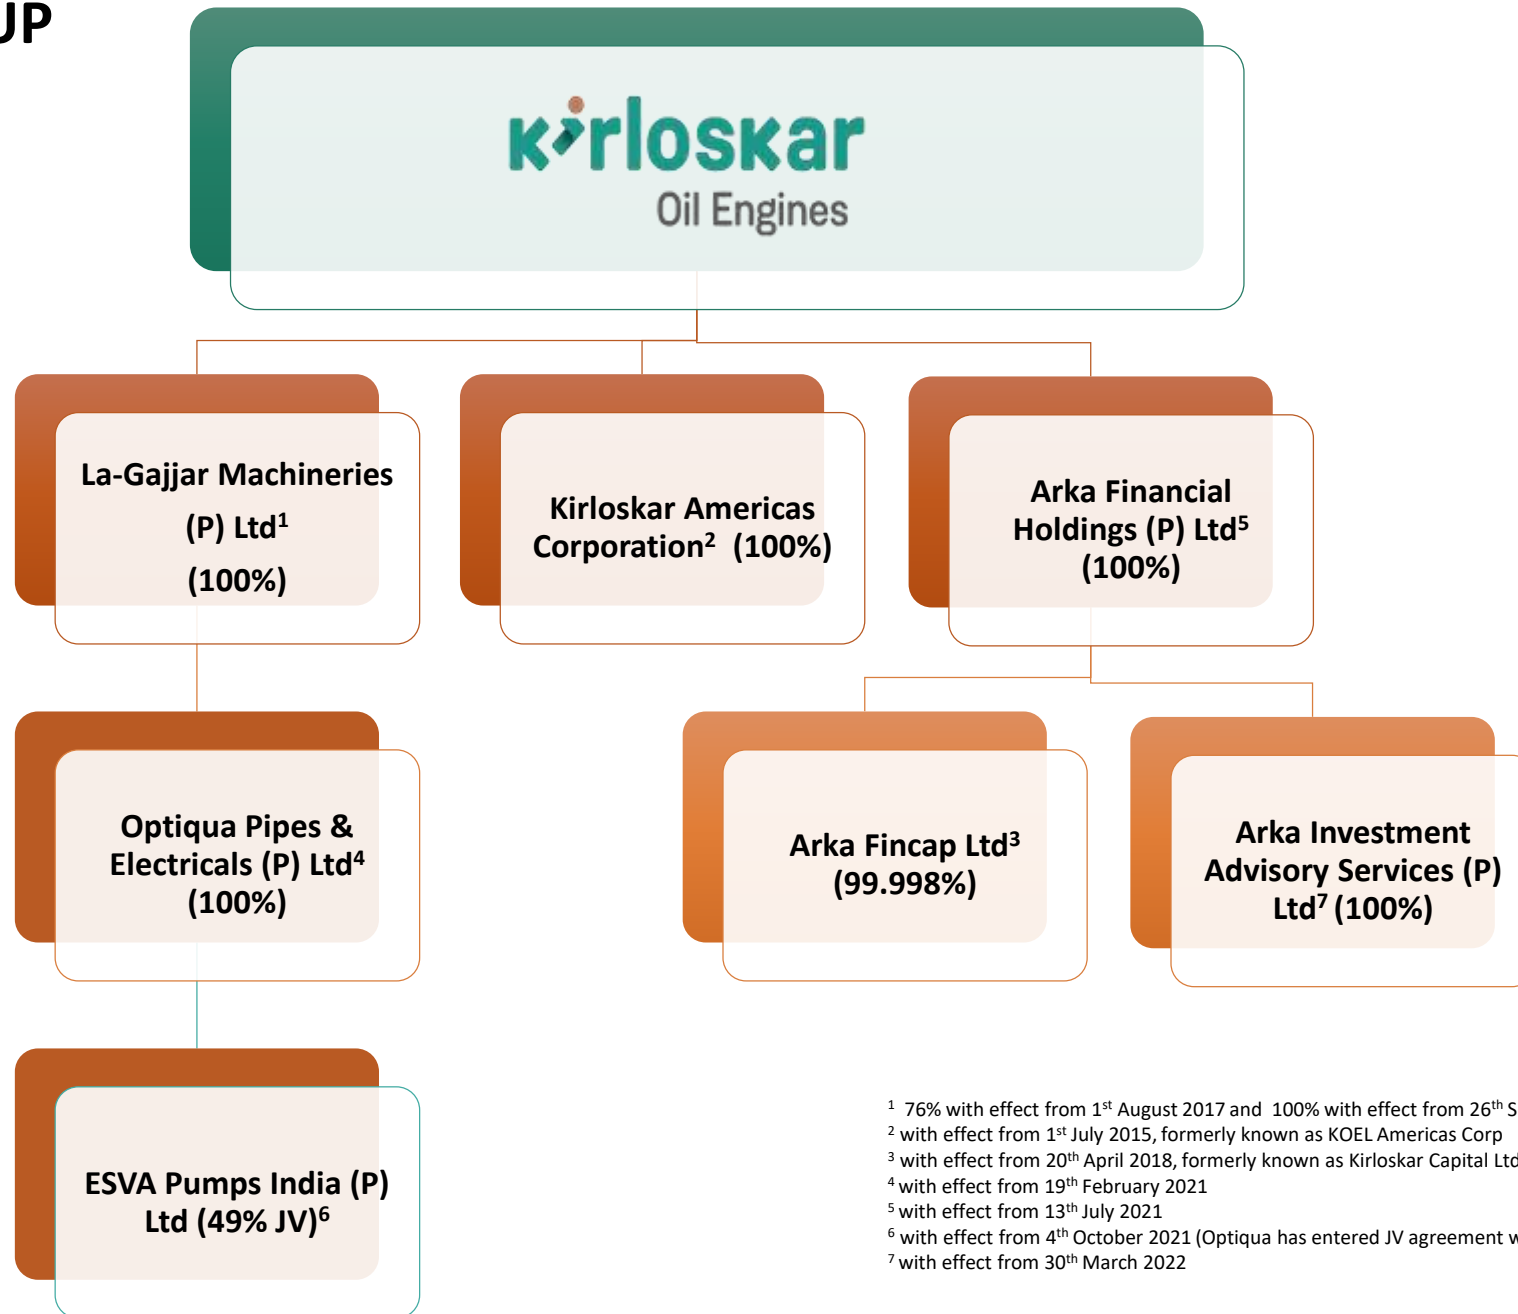 UP
Kirloskar
Oil Engines
La-Gajjar Machineries
(P) Ltd¹
(100%)
Kirloskar Americas
Corporation² (100%)
Arka Financial
Holdings (P) Ltd⁵
(100%)
Optiqua Pipes &
Electricals (P) Ltd⁴
(100%)
Arka Fincap Ltd³
(99.998%)
Arka Investment
Advisory Services (P)
Ltd⁷ (100%)
ESVA Pumps India (P)
Ltd (49% JV)⁶
¹ 76% with effect from 1ˢᵗ August 2017 and 100% with effect from 26ᵗʰ S
² with effect from 1ˢᵗ July 2015, formerly known as KOEL Americas Corp
³ with effect from 20ᵗʰ April 2018, formerly known as Kirloskar Capital Ltd
⁴ with effect from 19ᵗʰ February 2021
⁵ with effect from 13ᵗʰ July 2021
⁶ with effect from 4ᵗʰ October 2021 (Optiqua has entered JV agreement w
⁷ with effect from 30ᵗʰ March 2022